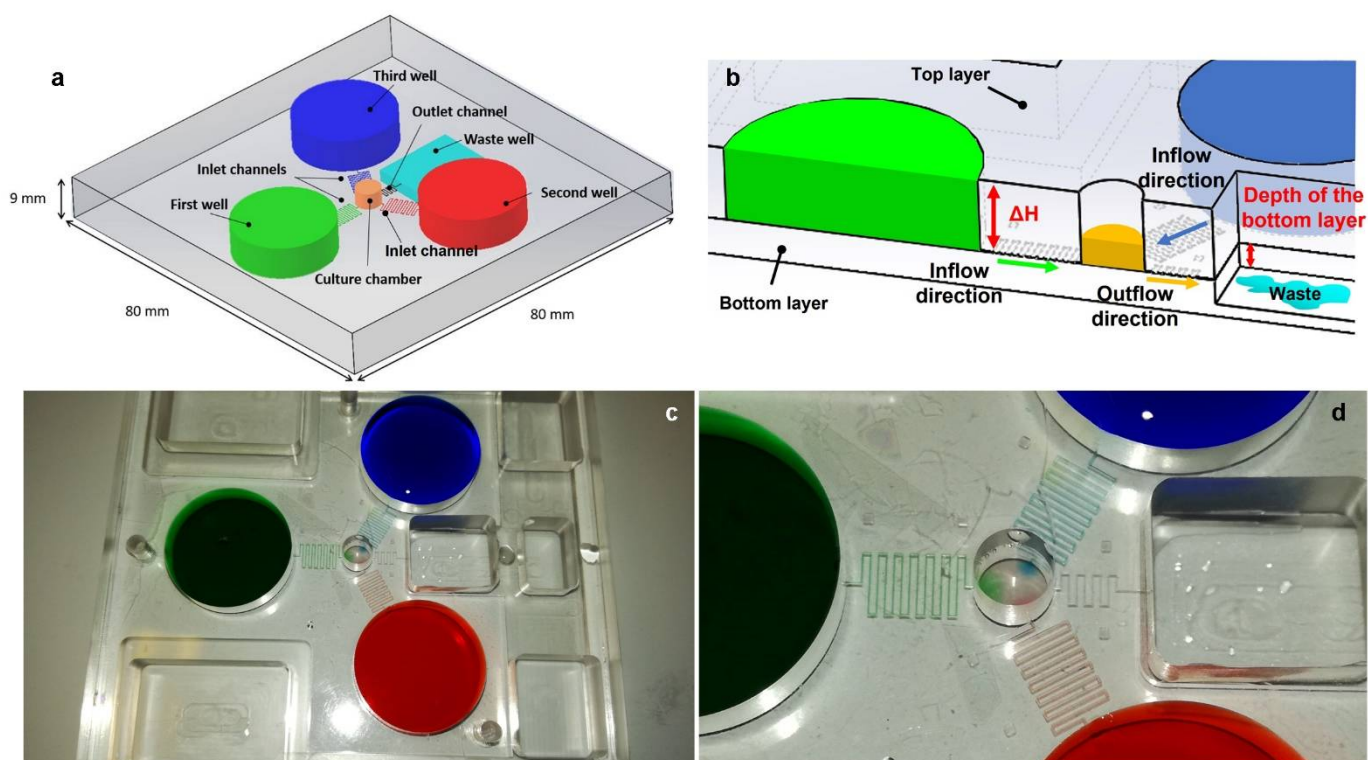 a
Third well
Outlet channel
Waste well
Inlet channels
9 mm
First well
Second well
Inlet channel
Culture chamber
80 mm
80 mm
b
Top layer
Inflow
direction
ΔH
Depth of the
bottom layer
Inflow
direction
Bottom layer
Outflow
direction
Waste
c
d